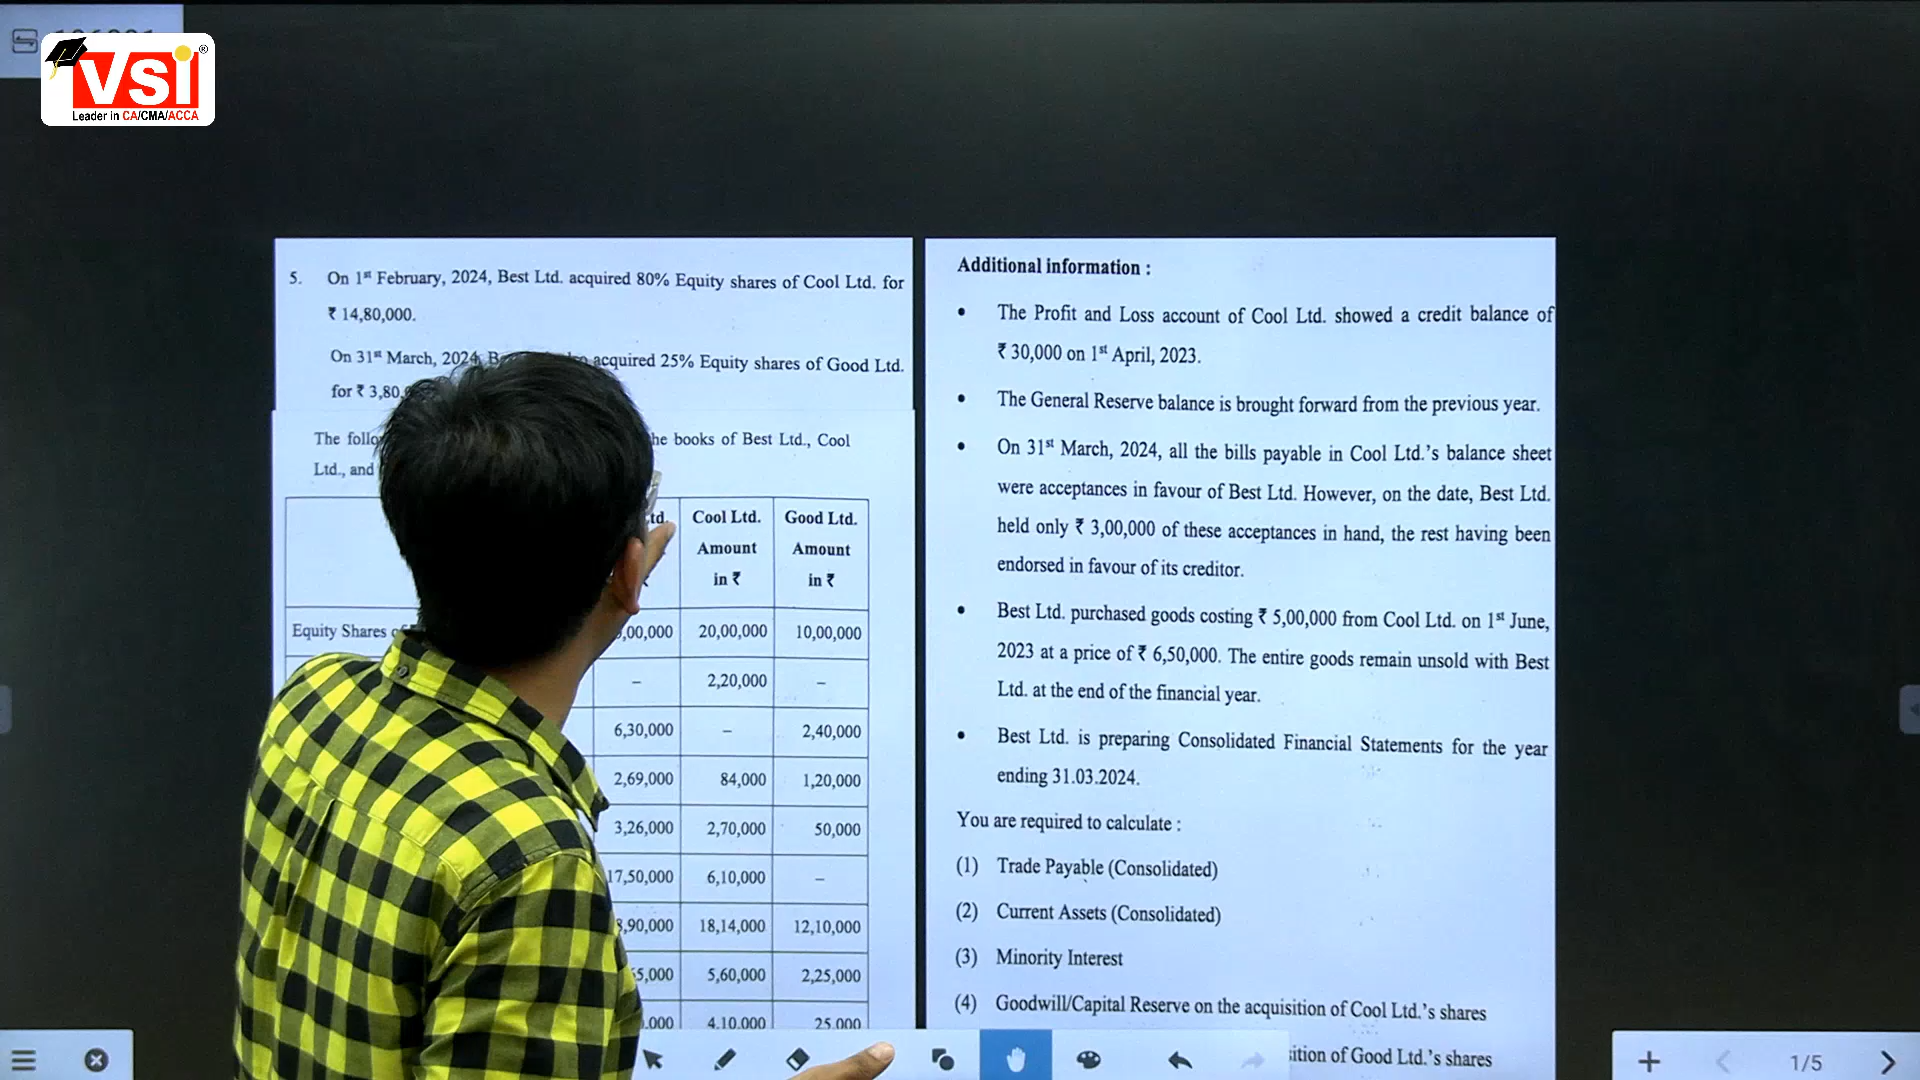 vsi®
Leader in CA/CMA/ACCA
5. On 1st February, 2024, Best Ltd. acquired 80% Equity shares of Cool Ltd. for
₹ 14,80,000.
On 31st March, 2024, acquired 25% Equity shares of Good Ltd.
for ₹ 3,80,
The he books of Best Ltd., Cool
Ltd., and
td. Cool Ltd. Good Ltd.
Amount Amount
in ₹ in ₹
Equity Shares ,00,000 20,00,000 10,00,000
– 2,20,000 –
6,30,000 – 2,40,000
2,69,000 84,000 1,20,000
3,26,000 2,70,000 50,000
17,50,000 6,10,000 –
,90,000 18,14,000 12,10,000
5,000 5,60,000 2,25,000
,000 4,10,000 25,000
Additional information :
• The Profit and Loss account of Cool Ltd. showed a credit balance of
₹ 30,000 on 1st April, 2023.
• The General Reserve balance is brought forward from the previous year.
• On 31st March, 2024, all the bills payable in Cool Ltd.'s balance sheet
were acceptances in favour of Best Ltd. However, on the date, Best Ltd.
held only ₹ 3,00,000 of these acceptances in hand, the rest having been
endorsed in favour of its creditor.
• Best Ltd. purchased goods costing ₹ 5,00,000 from Cool Ltd. on 1st June,
2023 at a price of ₹ 6,50,000. The entire goods remain unsold with Best
Ltd. at the end of the financial year.
• Best Ltd. is preparing Consolidated Financial Statements for the year
ending 31.03.2024.
You are required to calculate :
(1) Trade Payable (Consolidated)
(2) Current Assets (Consolidated)
(3) Minority Interest
(4) Goodwill/Capital Reserve on the acquisition of Cool Ltd.'s shares
ition of Good Ltd.'s shares
1/5